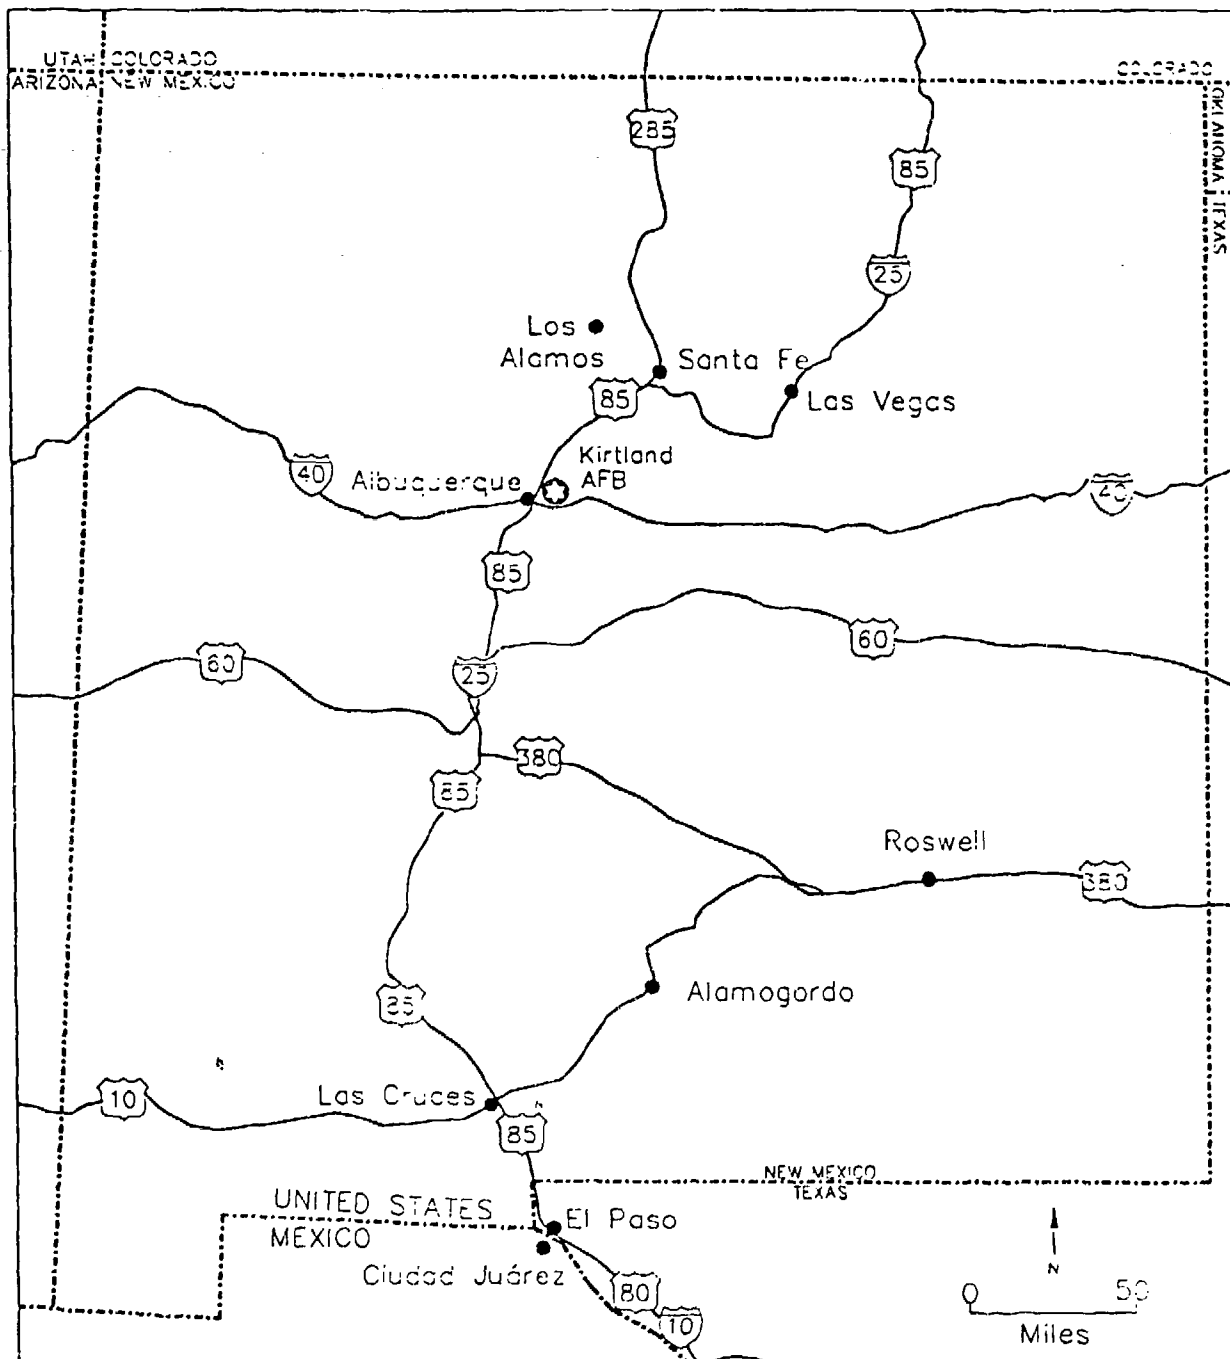 UTAH COLORADO
ARIZONA NEW MEXICO
COLORADO
OKLAHOMA
TEXAS
285
85
25
Los
Alamos
Santa Fe
85
Las Vegas
Kirtland
AFB
40
Albuquerque
40
85
60
60
25
380
85
Roswell
380
85
Alamogordo
10
Las Cruces
85
NEW MEXICO
TEXAS
UNITED STATES
MEXICO
El Paso
Ciudad Juárez
80
10
N
0 50
Miles